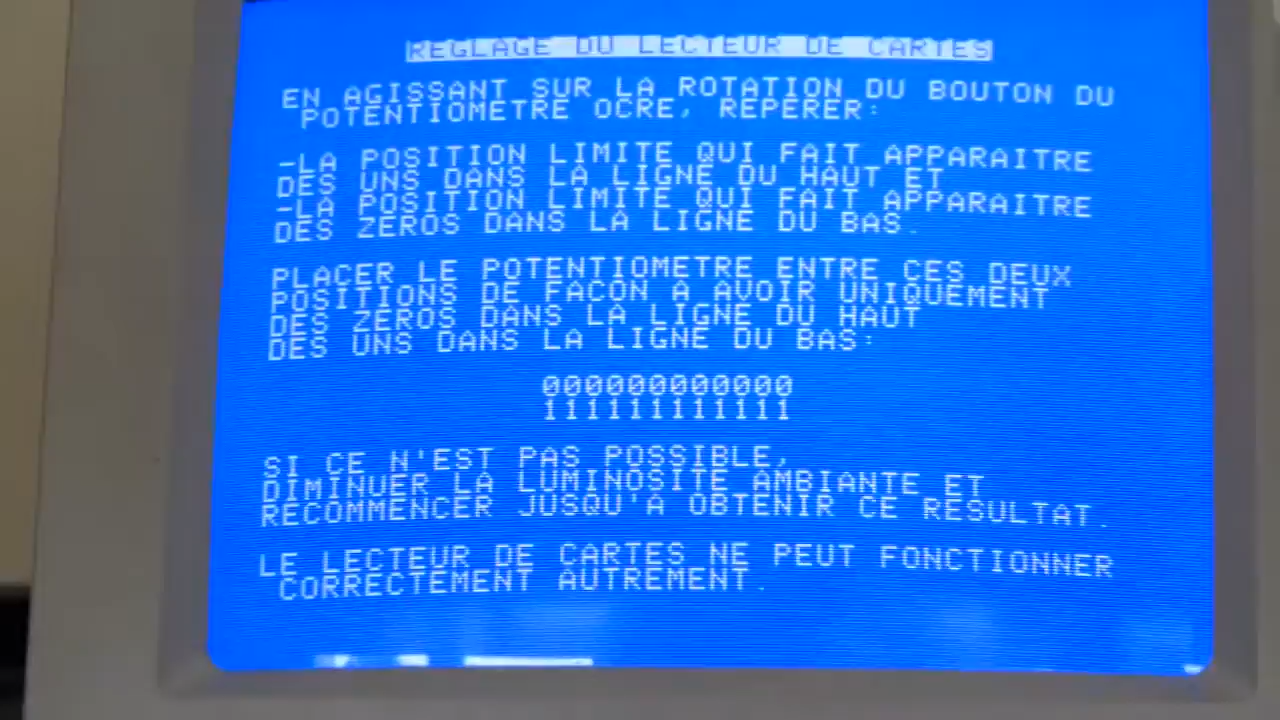 REGLAGE DU LECTEUR DE CARTES
EN AGISSANT SUR LA ROTATION DU BOUTON DU
POTENTIOMETRE OCRE, REPERER:
-LA POSITION LIMITE QUI FAIT APPARAITRE
DES UNS DANS LA LIGNE DU HAUT ET
-LA POSITION LIMITE QUI FAIT APPARAITRE
DES ZEROS DANS LA LIGNE DU BAS.
PLACER LE POTENTIOMETRE ENTRE CES DEUX
POSITIONS DE FACON A AVOIR UNIQUEMENT
DES ZEROS DANS LA LIGNE DU HAUT
DES UNS DANS LA LIGNE DU BAS:
000000000000
111111111111
SI CE N'EST PAS POSSIBLE,
DIMINUER LA LUMINOSITE AMBIANTE ET
RECOMMENCER JUSQU'A OBTENIR CE RESULTAT.
LE LECTEUR DE CARTES NE PEUT FONCTIONNER
CORRECTEMENT AUTREMENT.